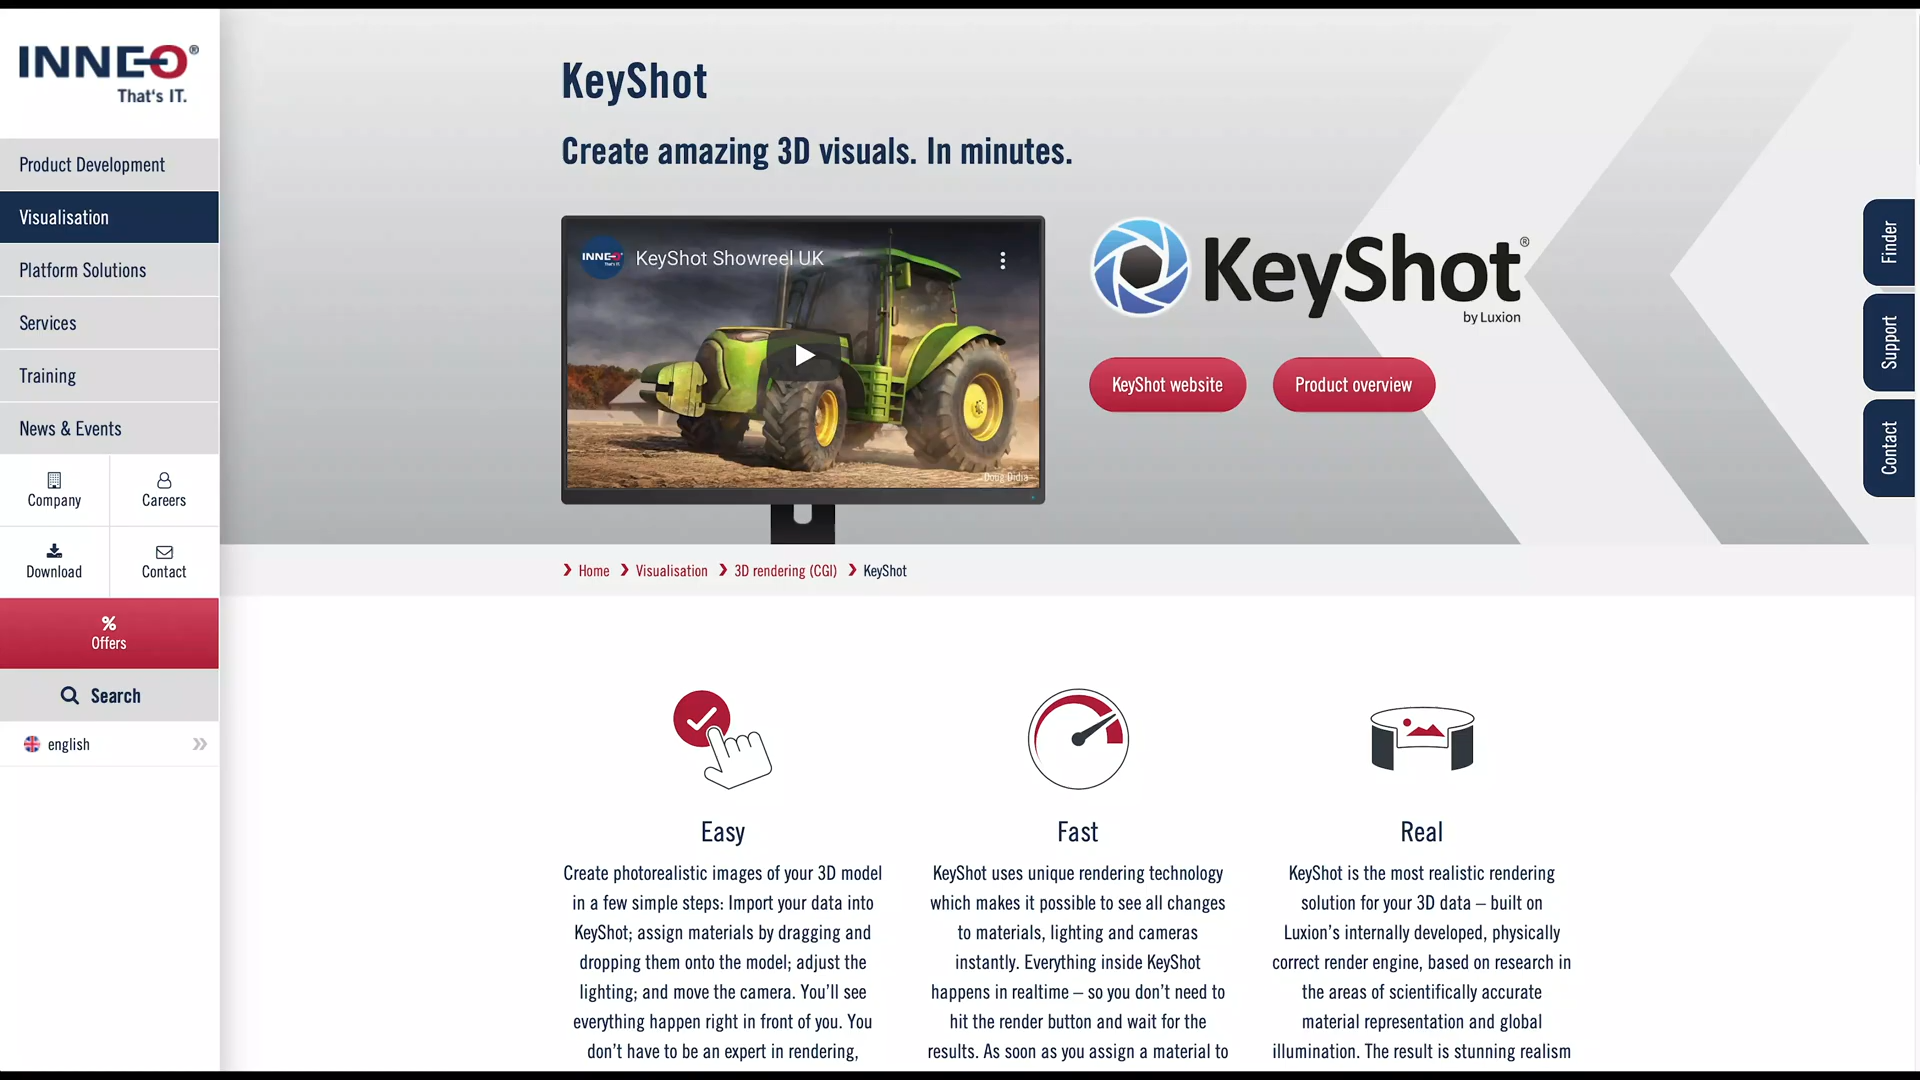 INNEO®
That's IT.
Product Development
Visualisation
Platform Solutions
Services
Training
News & Events
Company
Careers
Download
Contact
%
Offers
Search
english
KeyShot
Create amazing 3D visuals. In minutes.
INNEO
That's IT.
KeyShot Showreel UK
Doug Didia
KeyShot®
by Luxion
KeyShot website
Product overview
Finder
Support
Contact
Home
Visualisation
3D rendering (CGI)
KeyShot
Easy
Create photorealistic images of your 3D model
in a few simple steps: Import your data into
KeyShot; assign materials by dragging and
dropping them onto the model; adjust the
lighting; and move the camera. You'll see
everything happen right in front of you. You
don't have to be an expert in rendering,
Fast
KeyShot uses unique rendering technology
which makes it possible to see all changes
to materials, lighting and cameras
instantly. Everything inside KeyShot
happens in realtime – so you don't need to
hit the render button and wait for the
results. As soon as you assign a material to
Real
KeyShot is the most realistic rendering
solution for your 3D data – built on
Luxion's internally developed, physically
correct render engine, based on research in
the areas of scientifically accurate
material representation and global
illumination. The result is stunning realism